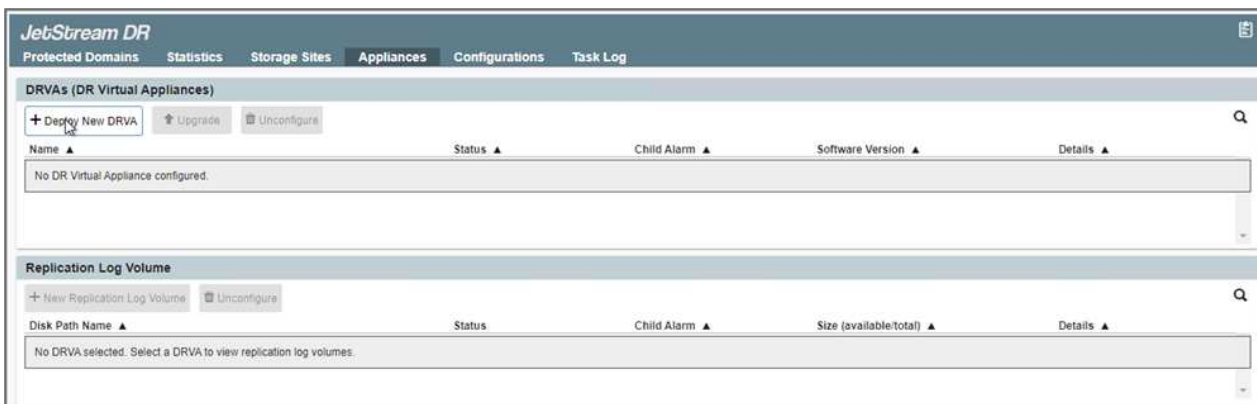 JetStream DR
Protected Domains Statistics Storage Sites Appliances Configurations Task Log
DRVAs (DR Virtual Appliances)
+ Deploy New DRVA Upgrade Unconfigure
Name ▲ Status ▲ Child Alarm ▲ Software Version ▲ Details ▲
No DR Virtual Appliance configured.
Replication Log Volume
+ New Replication Log Volume Unconfigure
Disk Path Name ▲ Status Child Alarm ▲ Size (available/total) ▲ Details ▲
No DRVA selected. Select a DRVA to view replication log volumes.